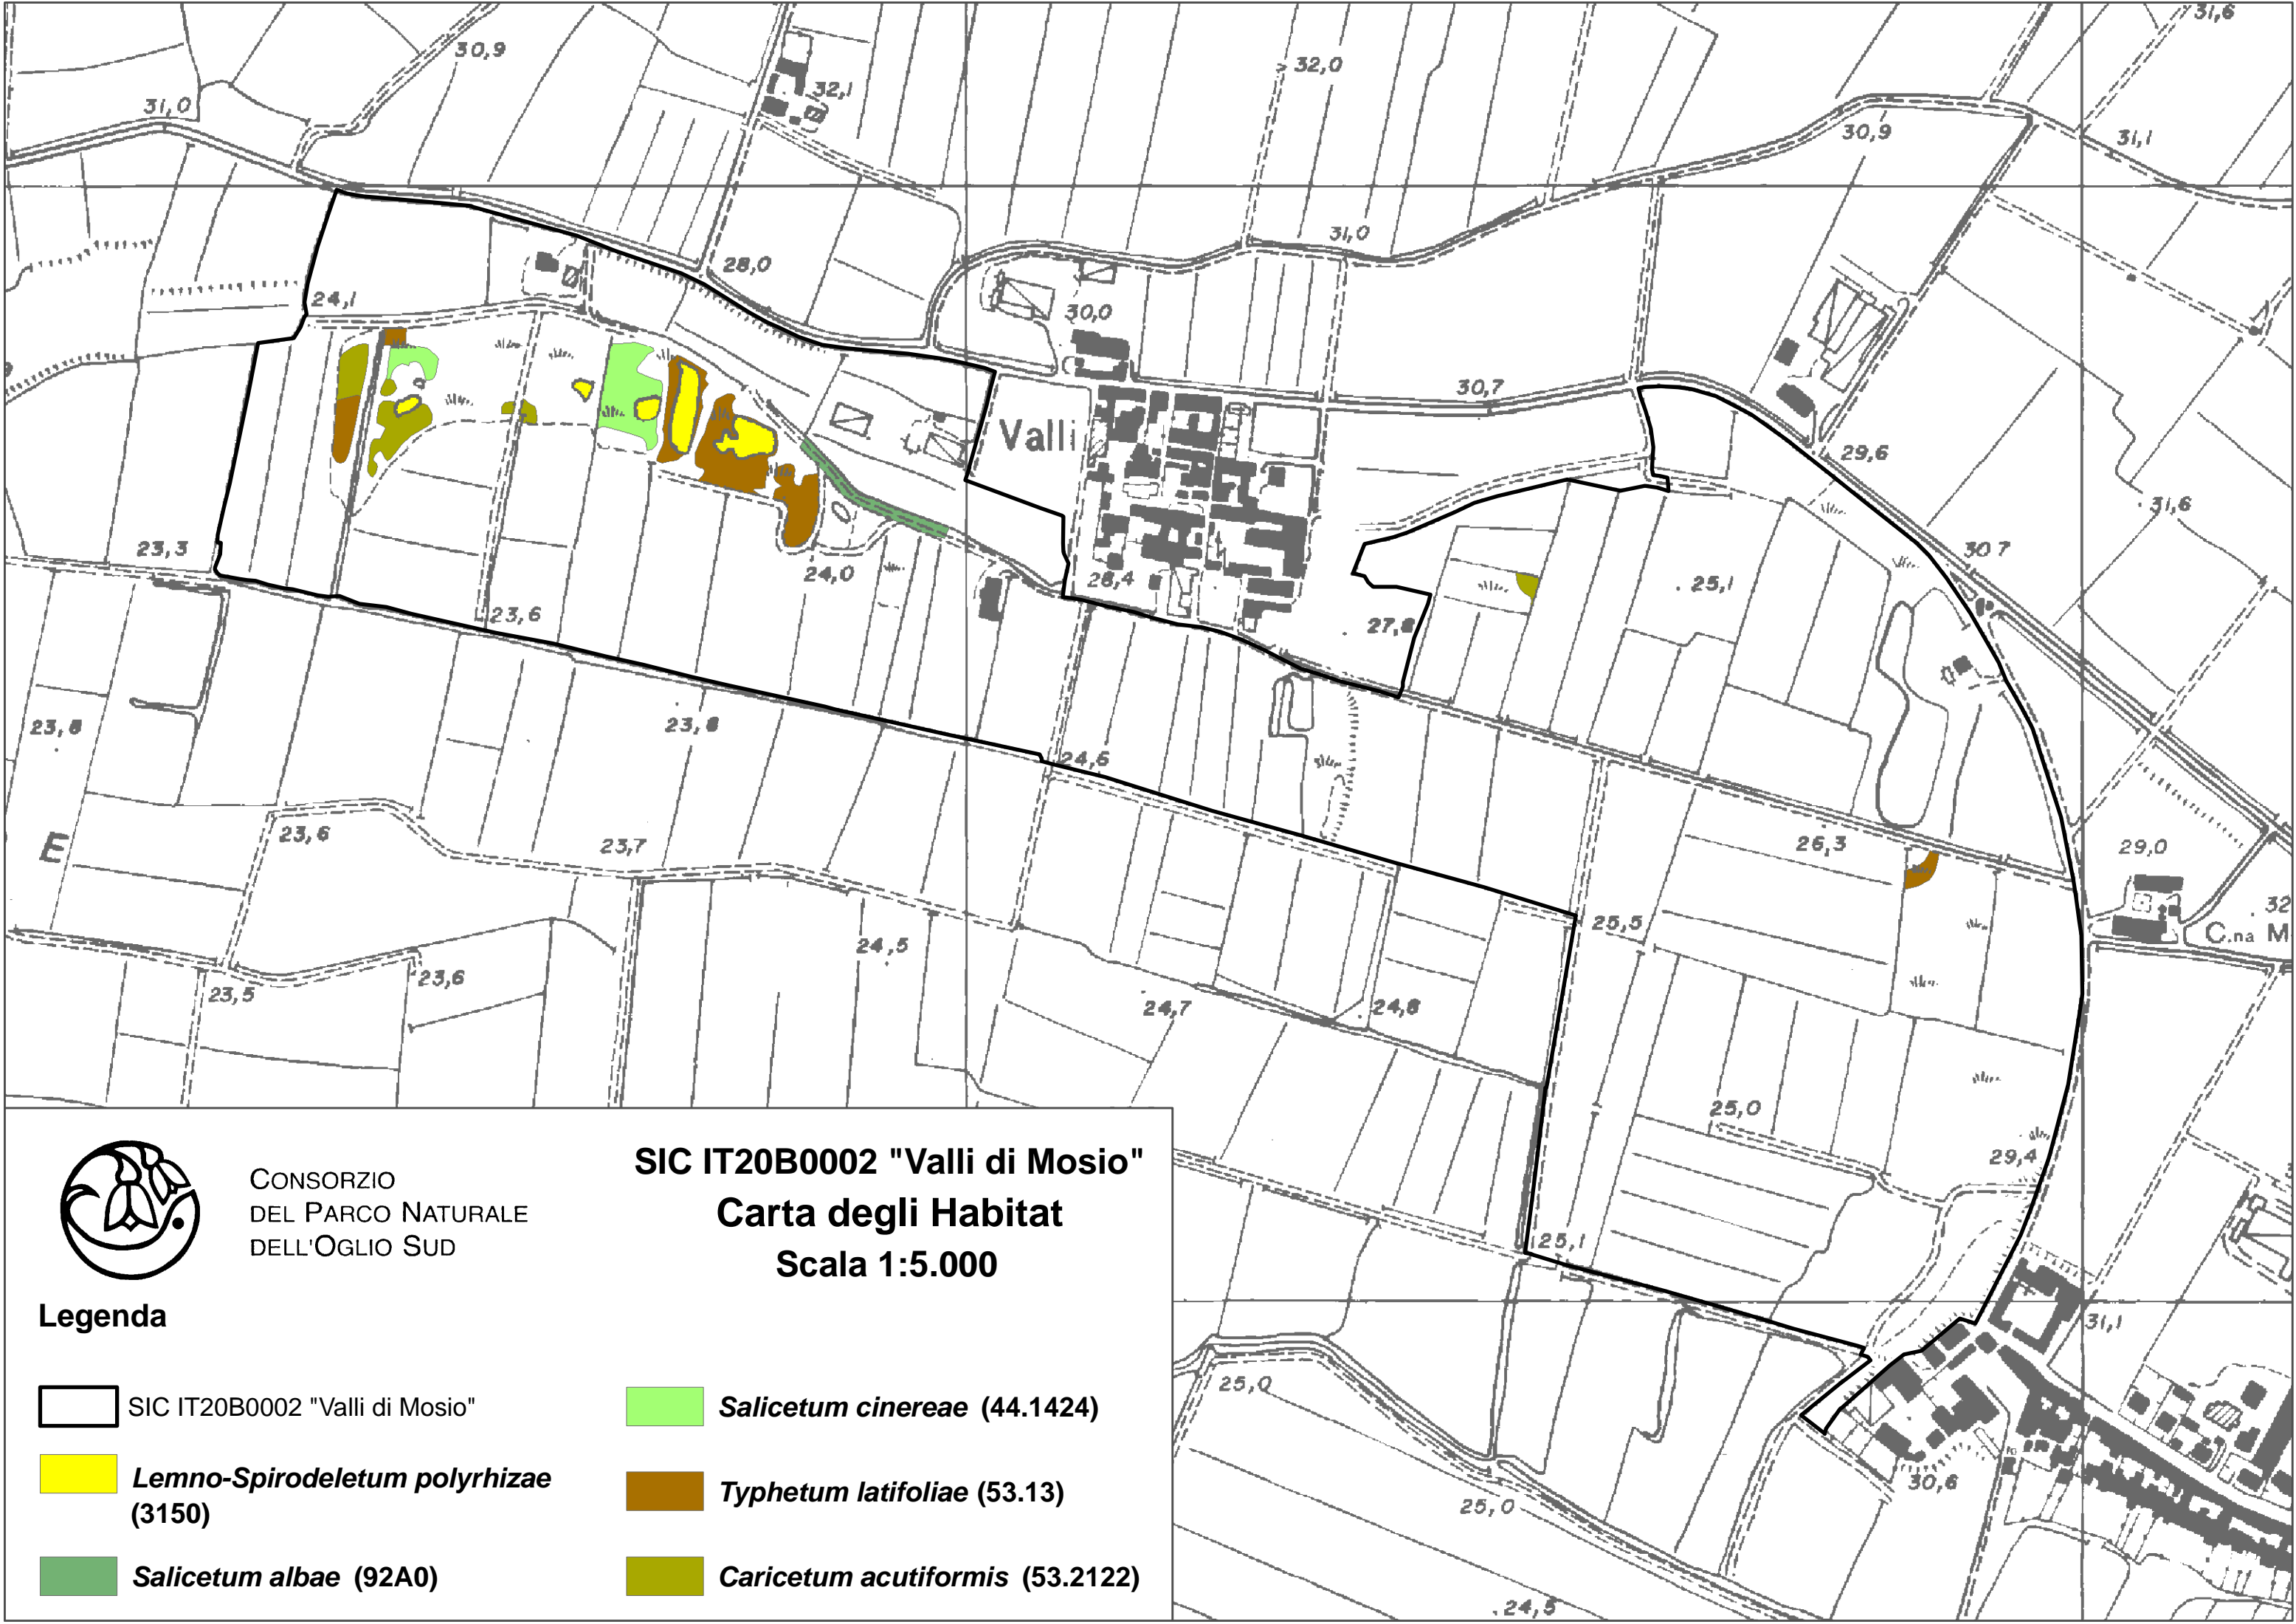 31,6
30,9
32,0
32,1
31,0
30,9
31,1
31,0
28,0
24,1
30,0
30,7
Valli
29,6
31,6
23,3
30 7
24,0
28,4
25,1
23,6
27,8
23,8
23,8
24,6
23,6
23,7
26,3
29,0
E
32
25,5
C.na M
24,5
23,6
23,5
24,7
24,8
25,0
29,4
25,1
31,1
25,0
30,6
25,0
24,5
CONSORZIO
DEL PARCO NATURALE
DELL'OGLIO SUD
SIC IT20B0002 "Valli di Mosio"
Carta degli Habitat
Scala 1:5.000
Legenda
SIC IT20B0002 "Valli di Mosio"
Lemno-Spirodeletum polyrhizae
(3150)
Salicetum albae (92A0)
Salicetum cinereae (44.1424)
Typhetum latifoliae (53.13)
Caricetum acutiformis (53.2122)